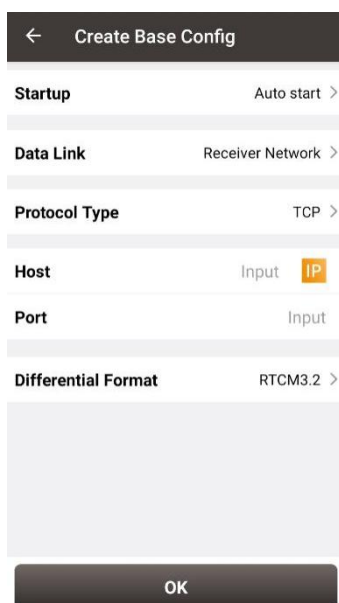 Create Base Config
Startup Auto start
Data Link Receiver Network
Protocol Type TCP
Host Input IP
Port Input
Differential Format RTCM3.2
OK